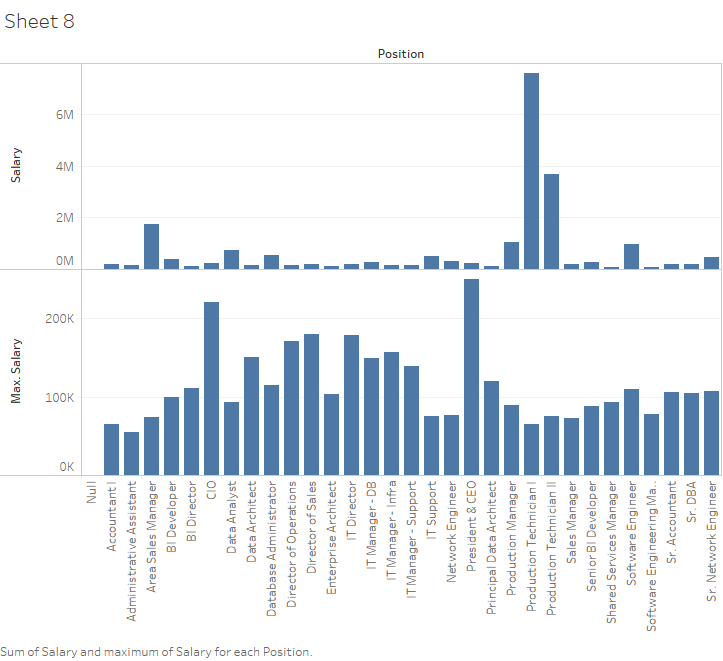 Sheet 8
Position
Salary
6M
4M
2M
0M
Max. Salary
200K
100K
0K
Null
Accountant I
Administrative Assistant
Area Sales Manager
BI Developer
BI Director
CIO
Data Analyst
Data Architect
Database Administrator
Director of Operations
Director of Sales
Enterprise Architect
IT Director
IT Manager - DB
IT Manager - Infra
IT Manager - Support
IT Support
Network Engineer
President & CEO
Principal Data Architect
Production Manager
Production Technician I
Production Technician II
Sales Manager
Senior BI Developer
Shared Services Manager
Software Engineer
Software Engineering Ma..
Sr. Accountant
Sr. DBA
Sr. Network Engineer
Sum of Salary and maximum of Salary for each Position.